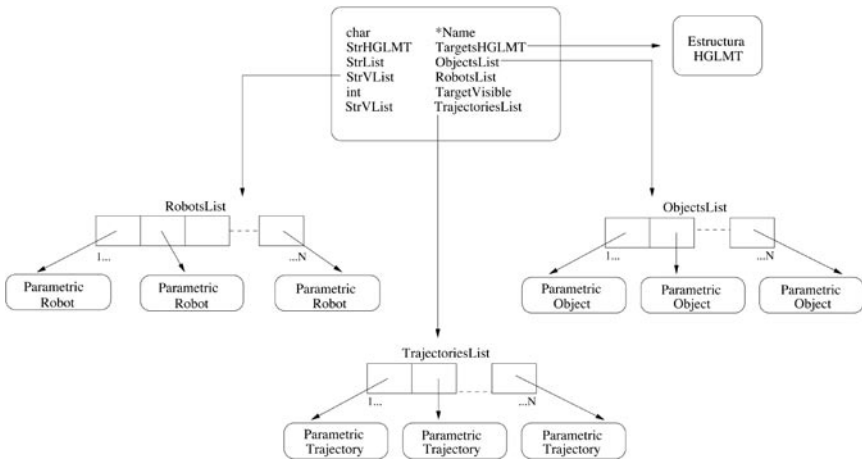 char *Name
StrHGLMT TargetsHGLMT
StrList ObjectsList
StrVList RobotsList
int TargetVisible
StrVList TrajectoriesList
Estructura
HGLMT
RobotsList
1... ...N
Parametric
Robot
Parametric
Robot
Parametric
Robot
ObjectsList
1... ...N
Parametric
Object
Parametric
Object
Parametric
Object
TrajectoriesList
1... ...N
Parametric
Trajectory
Parametric
Trajectory
Parametric
Trajectory